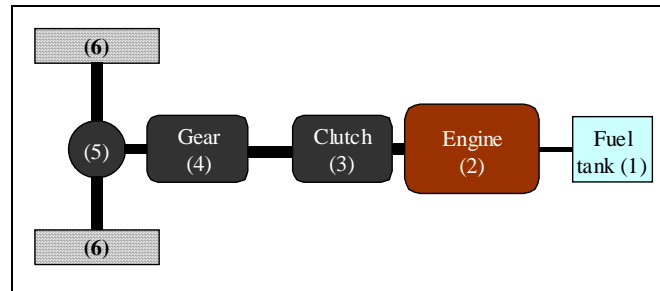 (6)
(5)
Gear
(4)
Clutch
(3)
Engine
(2)
Fuel
tank (1)
(6)